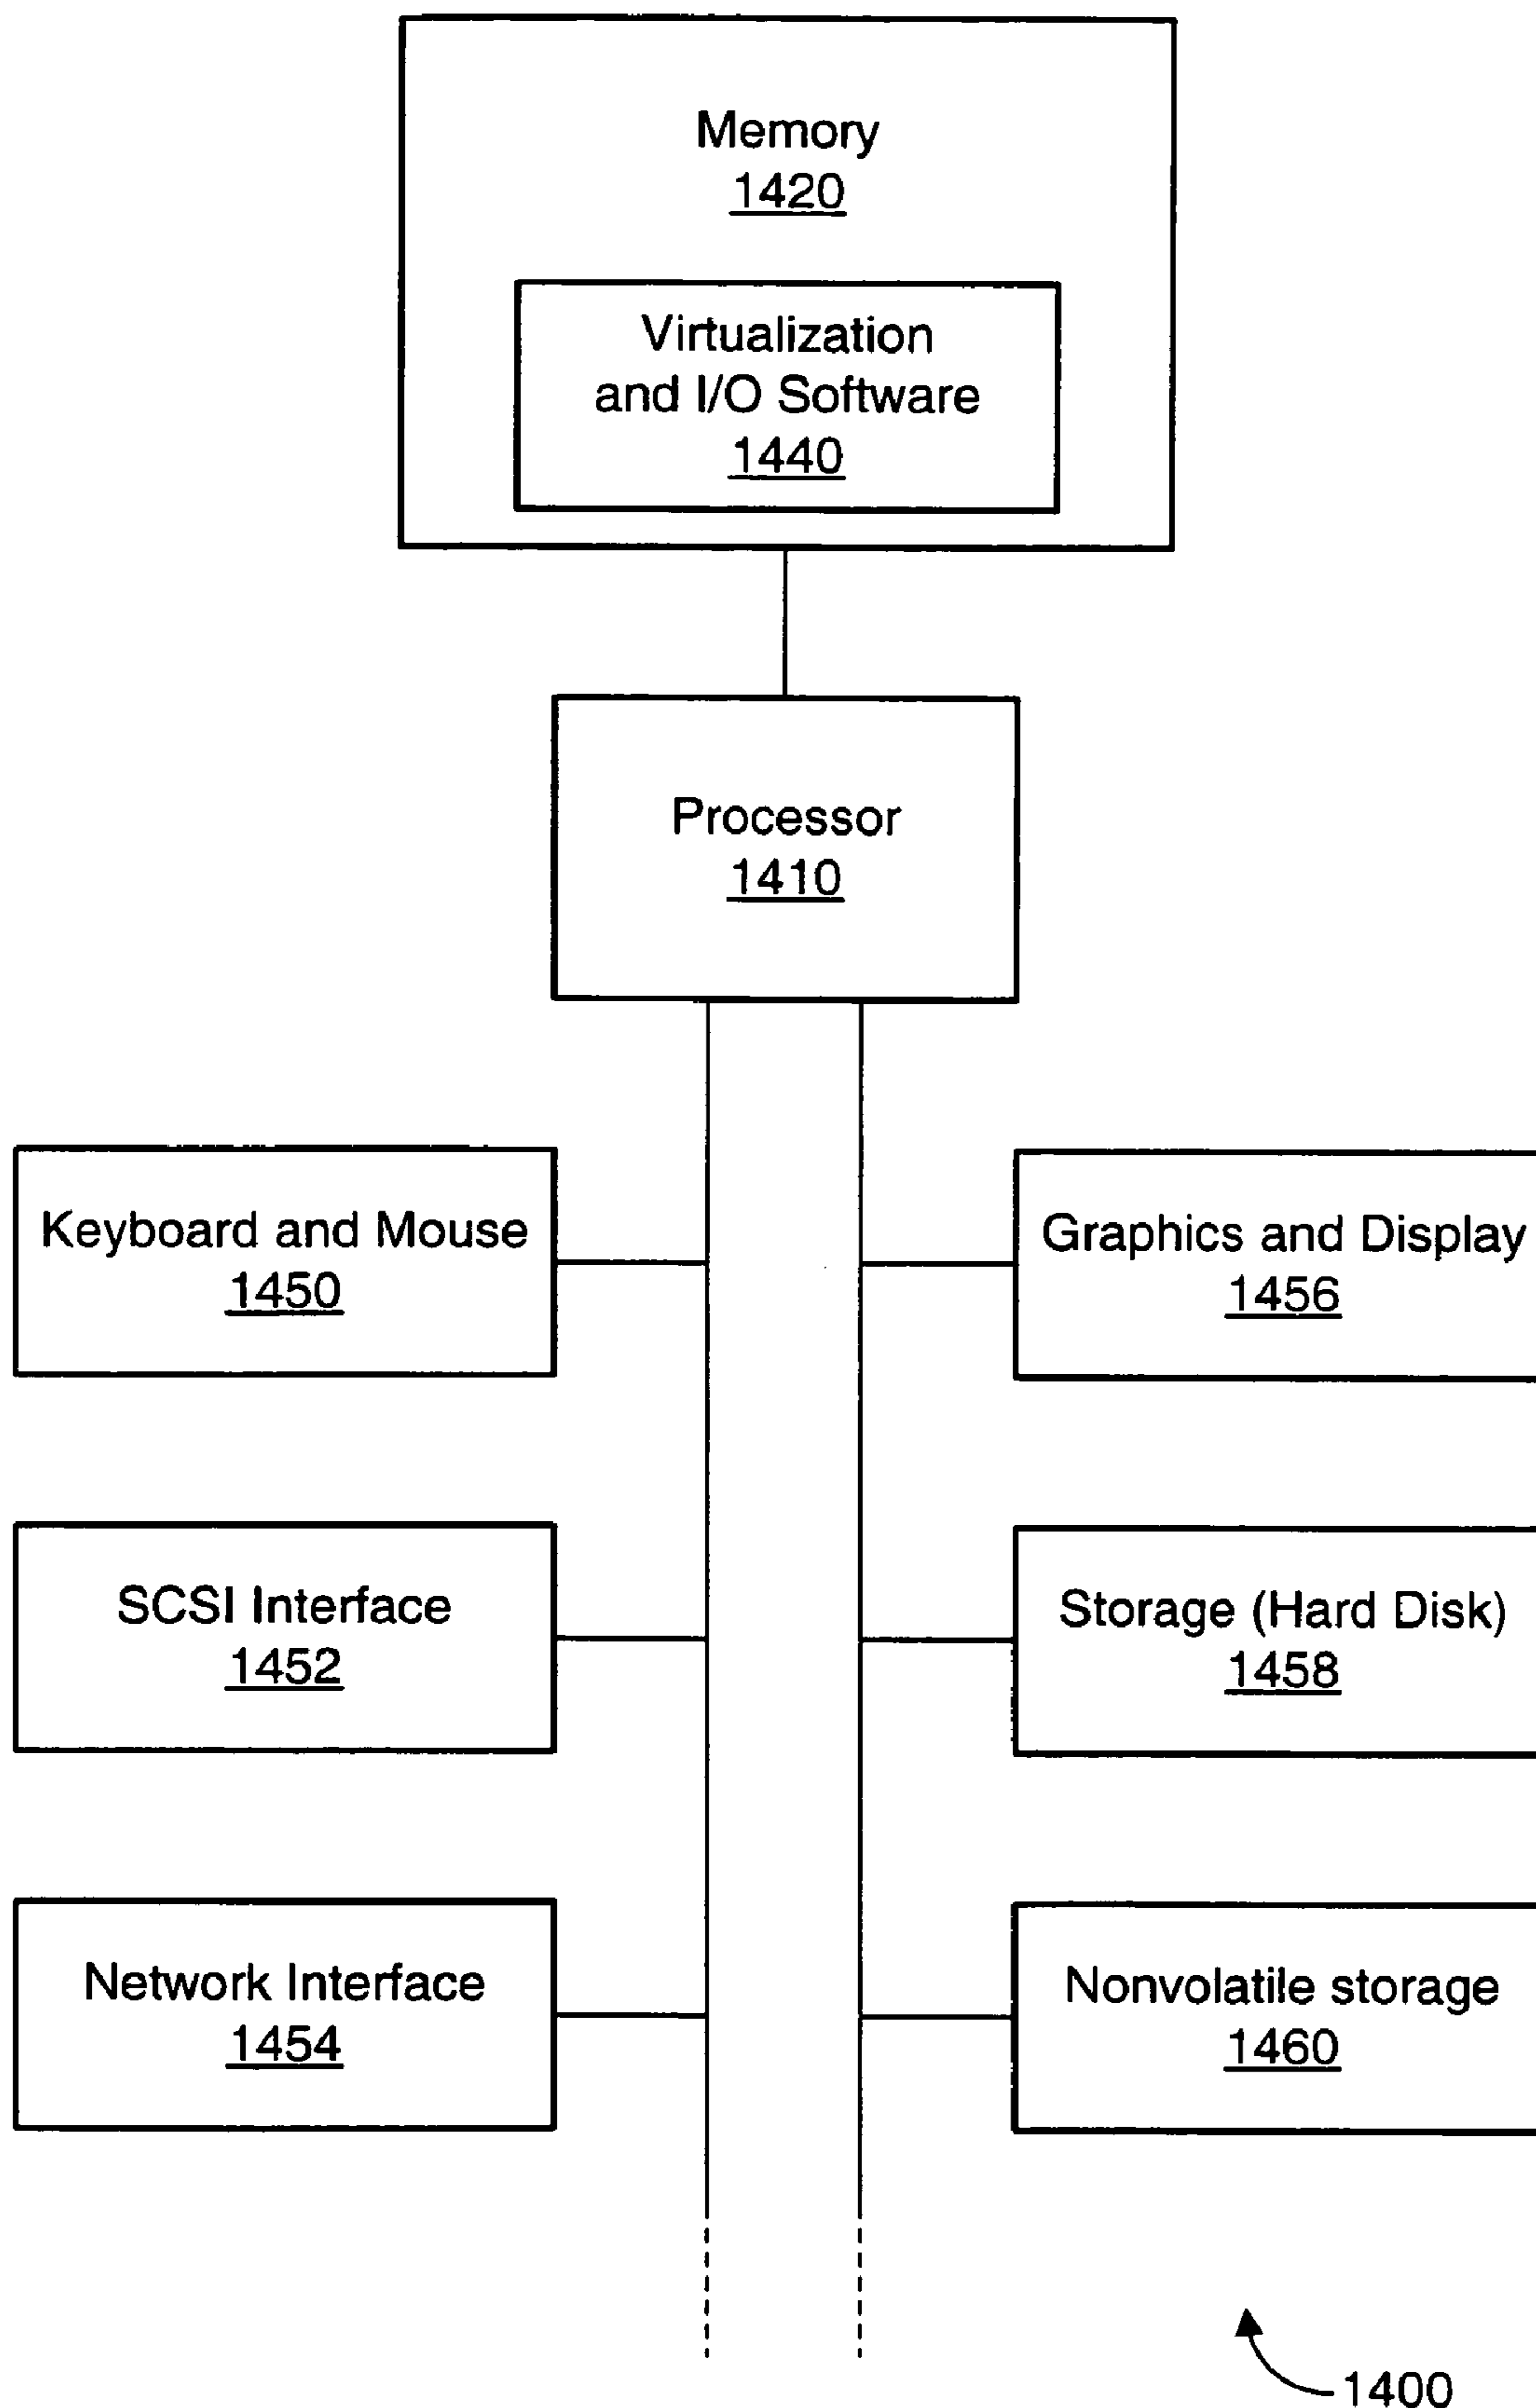 Memory
1420
Virtualization
and I/O Software
1440
Processor
1410
Keyboard and Mouse
1450
Graphics and Display
1456
SCSI Interface
1452
Storage (Hard Disk)
1458
Network Interface
1454
Nonvolatile storage
1460
1400